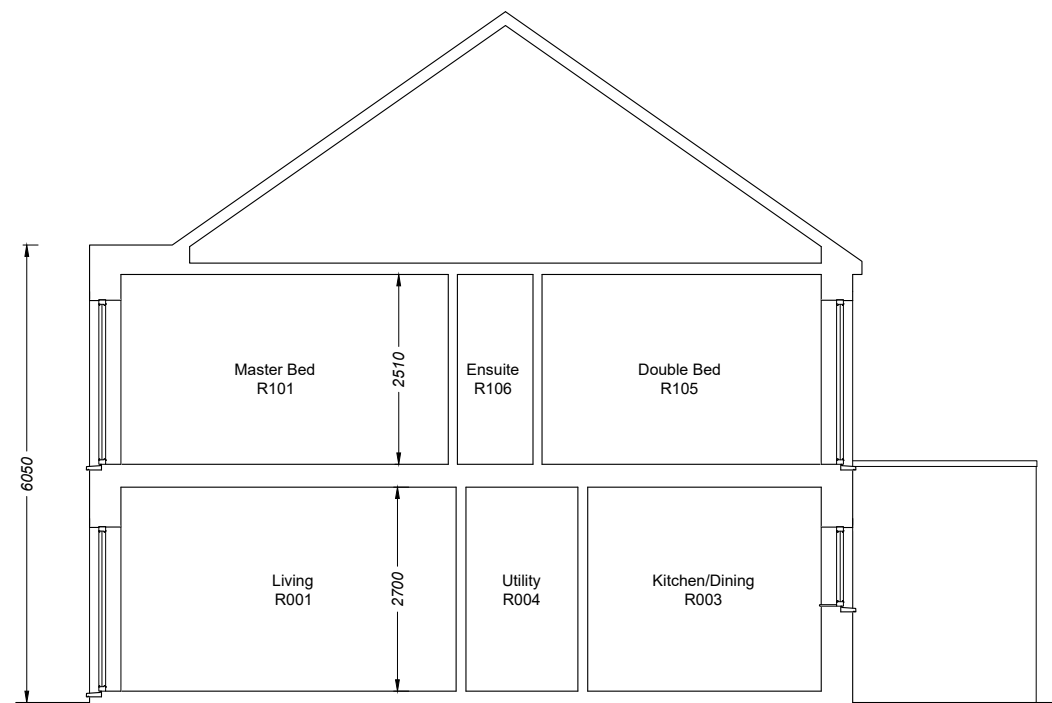 Master Bed
R101
2510
Ensuite
R106
Double Bed
R105
6050
Living
R001
2700
Utility
R004
Kitchen/Dining
R003